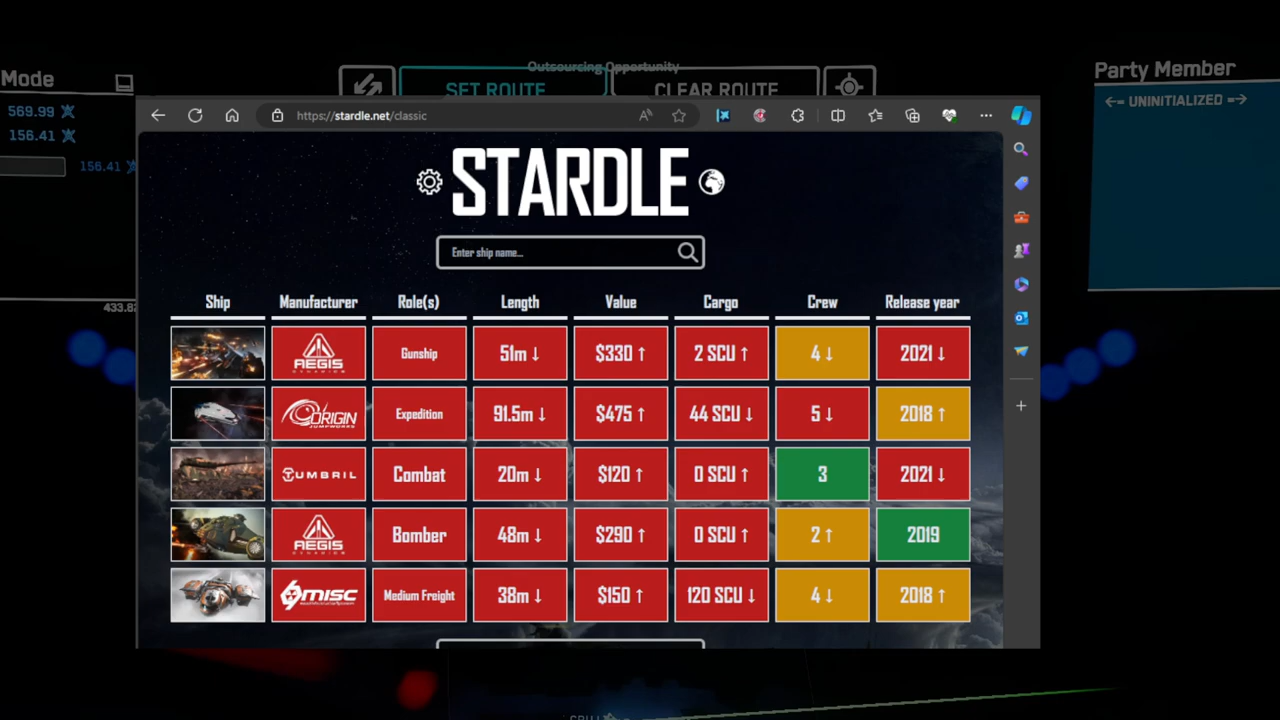 Outsourcing Opportunity
Mode
SET ROUTE
CLEAR ROUTE
Party Member
569.99
156.41
156.41
<-= UNINITIALIZED =->
433.82
https://stardle.net/classic
STARDLE
Enter ship name...
Ship Manufacturer Role(s) Length Value Cargo Crew Release year
AEGIS DYNAMICS Gunship 51m ↓ $330 ↑ 2 SCU ↑ 4 ↓ 2021 ↓
ORIGIN JUMPWORKS Expedition 91.5m ↓ $475 ↑ 44 SCU ↓ 5 ↓ 2018 ↑
TUMBRIL Combat 20m ↓ $120 ↑ 0 SCU ↑ 3 2021 ↓
AEGIS DYNAMICS Bomber 48m ↓ $290 ↑ 0 SCU ↑ 2 ↑ 2019
MISC Medium Freight 38m ↓ $150 ↑ 120 SCU ↓ 4 ↓ 2018 ↑